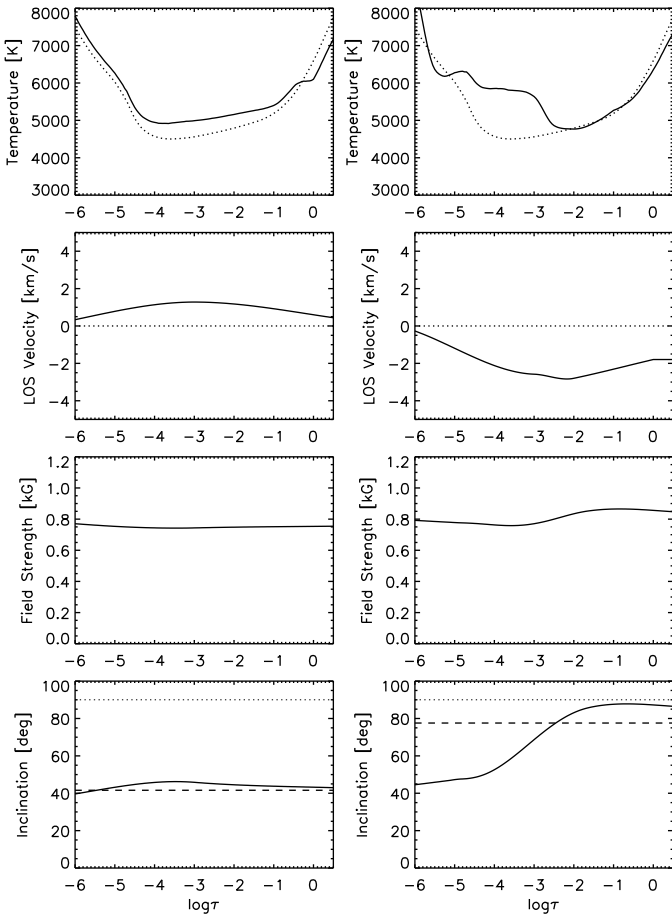 Temperature [K]
8000
7000
6000
5000
4000
3000
−6 −5 −4 −3 −2 −1 0
Temperature [K]
8000
7000
6000
5000
4000
3000
−6 −5 −4 −3 −2 −1 0
LOS Velocity [km/s]
4
2
0
−2
−4
−6 −5 −4 −3 −2 −1 0
LOS Velocity [km/s]
4
2
0
−2
−4
−6 −5 −4 −3 −2 −1 0
Field Strength [kG]
1.2
1.0
0.8
0.6
0.4
0.2
0.0
−6 −5 −4 −3 −2 −1 0
Field Strength [kG]
1.2
1.0
0.8
0.6
0.4
0.2
0.0
−6 −5 −4 −3 −2 −1 0
Inclination [deg]
100
80
60
40
20
0
−6 −5 −4 −3 −2 −1 0
logτ
Inclination [deg]
100
80
60
40
20
0
−6 −5 −4 −3 −2 −1 0
logτ